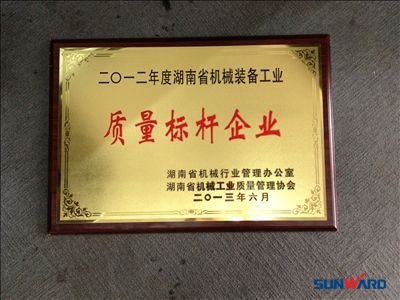 二〇一二年度湖南省机械装备工业
质量标杆企业
湖南省机械行业管理办公室
湖南省机械工业质量管理协会
二〇一三年六月
SUNWARD